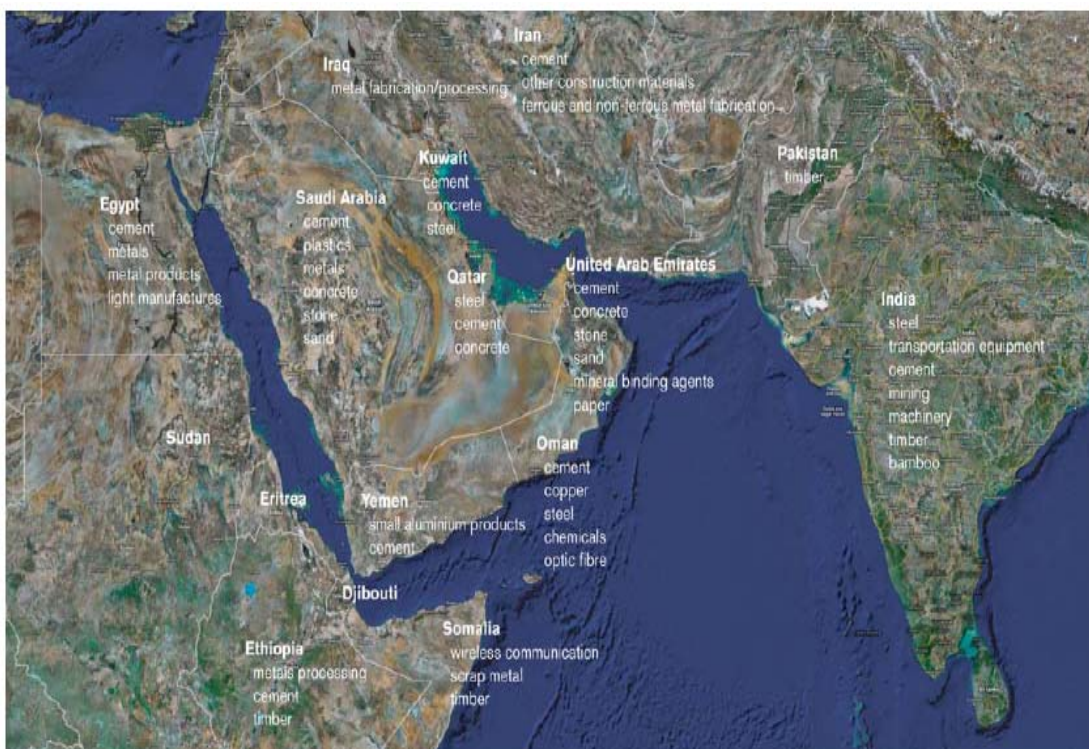 Iran
cement
other construction materials
ferrous and non-ferrous metal fabrication
Iraq
metal fabrication/processing
Kuwait
cement
concrete
steel
Pakistan
timber
Egypt
cement
metals
metal products
light manufactures
Saudi Arabia
cement
plastics
metals
concrete
stone
sand
Qatar
steel
cement
concrete
United Arab Emirates
cement
concrete
stone
sand
mineral binding agents
paper
India
steel
transportation equipment
cement
mining
machinery
timber
bamboo
Sudan
Eritrea
Yemen
small aluminium products
cement
Oman
cement
copper
steel
chemicals
optic fibre
Djibouti
Ethiopia
metals processing
cement
timber
Somalia
wireless communication
scrap metal
timber